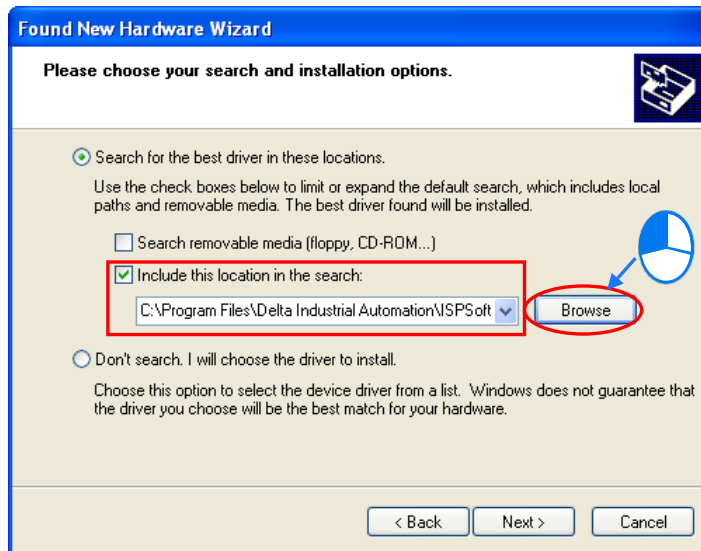 Found New Hardware Wizard
Please choose your search and installation options.
Search for the best driver in these locations.
Use the check boxes below to limit or expand the default search, which includes local
paths and removable media. The best driver found will be installed.
Search removable media (floppy, CD-ROM...)
Include this location in the search:
C:\Program Files\Delta Industrial Automation\ISPSoft
Browse
Don't search. I will choose the driver to install.
Choose this option to select the device driver from a list. Windows does not guarantee that
the driver you choose will be the best match for your hardware.
< Back
Next >
Cancel